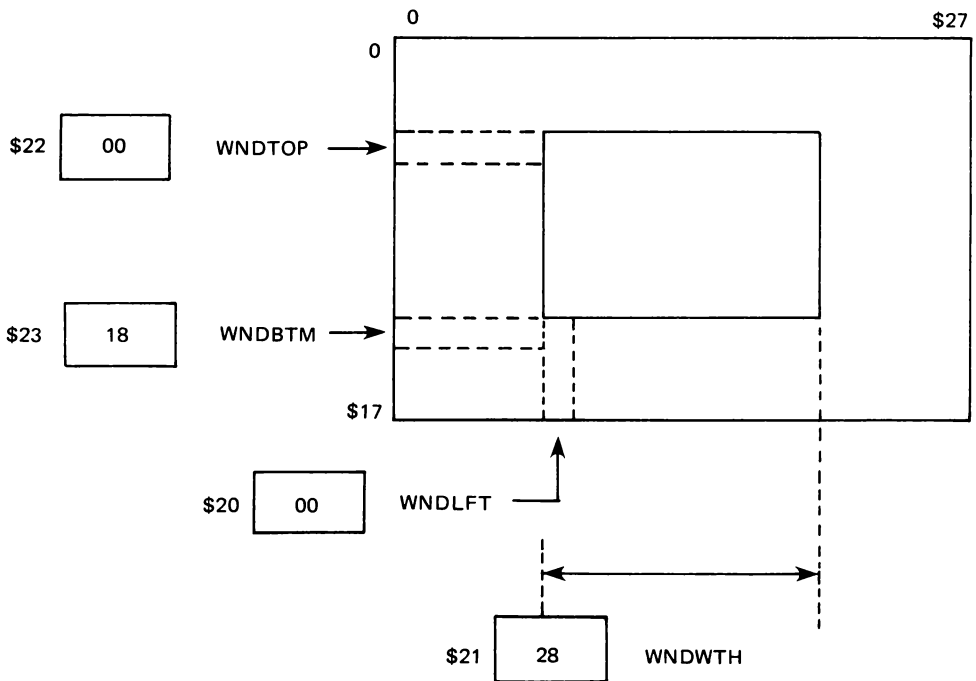 0 $27
0
$22 00 WNDTOP
$23 18 WNDBTM
$17
$20 00 WNDLFT
$21 28 WNDWTH